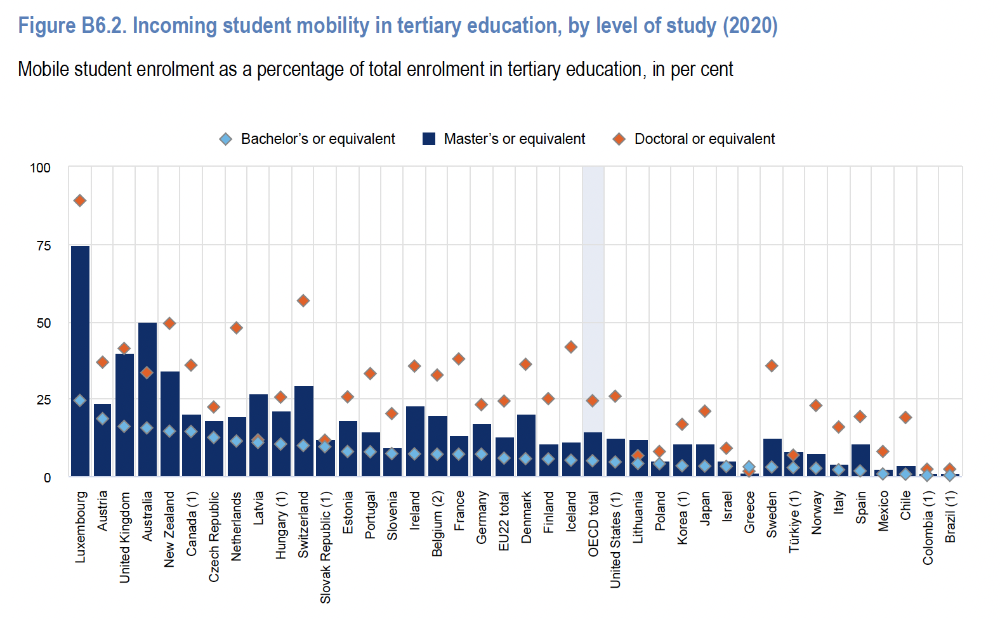 Figure B6.2. Incoming student mobility in tertiary education, by level of study (2020)
Mobile student enrolment as a percentage of total enrolment in tertiary education, in per cent
Bachelor’s or equivalent
Master’s or equivalent
Doctoral or equivalent
100
75
50
25
0
Luxembourg
Austria
United Kingdom
Australia
New Zealand
Canada (1)
Czech Republic
Netherlands
Latvia
Hungary (1)
Switzerland
Slovak Republic (1)
Estonia
Portugal
Slovenia
Ireland
Belgium (2)
France
Germany
EU22 total
Denmark
Finland
Iceland
OECD total
United States (1)
Lithuania
Poland
Korea (1)
Japan
Israel
Greece
Sweden
Türkiye (1)
Norway
Italy
Spain
Mexico
Chile
Colombia (1)
Brazil (1)